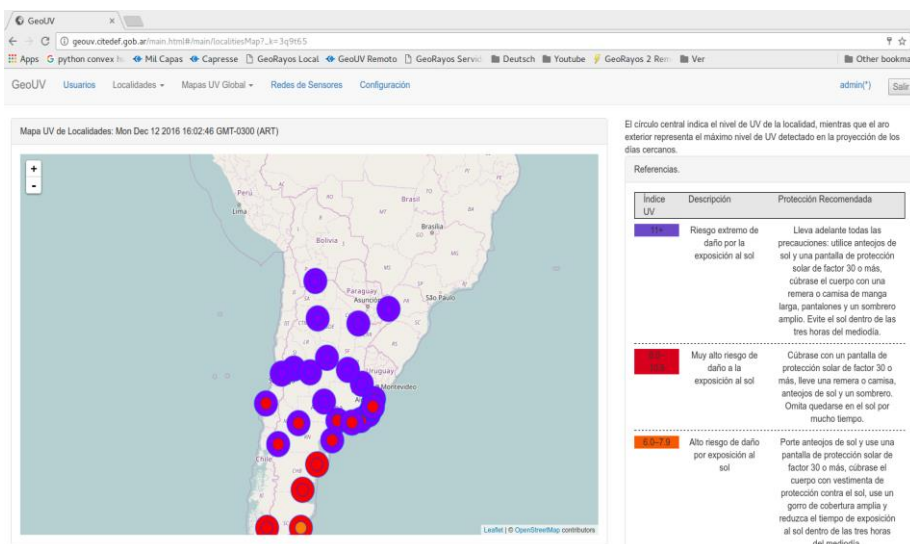 GeoUV
geouv.citedef.gob.ar/main.html#/main/localitiesMap?_k=3q9t65
Apps python convex Mil Capas Capresse GeoRayos Local GeoUV Remoto GeoRayos Deutsch Youtube GeoRayos 2 Ver Other
GeoUV Usuarios Localidades Mapas UV Global Redes de Sensores Configuración admin(*) Salir
Mapa UV de Localidades: Mon Dec 12 2016 16:02:46 GMT-0300 (ART)
+
-
Perú
Lima
Brasil
Brasilia
Bolivia
Paraguay
Asunción
São Paulo
Uruguay
Montevideo
Chile
Leaflet | © OpenStreetMap contributors
El círculo central indica el nivel de UV de
la localidad, mientras que el aro
exterior representa el máximo nivel de
UV detectado en la proyección de los
días cercanos.
Referencias.
Índice UV Descripción Protección Recomendada
11+
Riesgo extremo de
daño por la
exposición al sol
Lleva adelante todas las
precauciones: utilice anteojos de
sol y una pantalla de protección
solar de factor 30 o más,
cúbrase el cuerpo con una
remera o camisa de manga
larga, pantalones y un sombrero
amplio. Evite el sol dentro de las
tres horas del mediodía.
Muy alto riesgo de
daño a la
exposición al sol
Cúbrase con un pantalla de
protección solar de factor 30 o
más, lleve una remera o camisa,
anteojos de sol y un sombrero.
Omita quedarse en el sol por
mucho tiempo.
6.0-7.9
Alto riesgo de daño
por exposición al
sol
Porte anteojos de sol y use una
pantalla de protección solar de
factor 30 o más, cúbrase el
cuerpo con vestimenta de
protección contra el sol, use un
gorro de cobertura amplia y
reduzca el tiempo de exposición
al sol dentro de las tres horas
del mediodía.